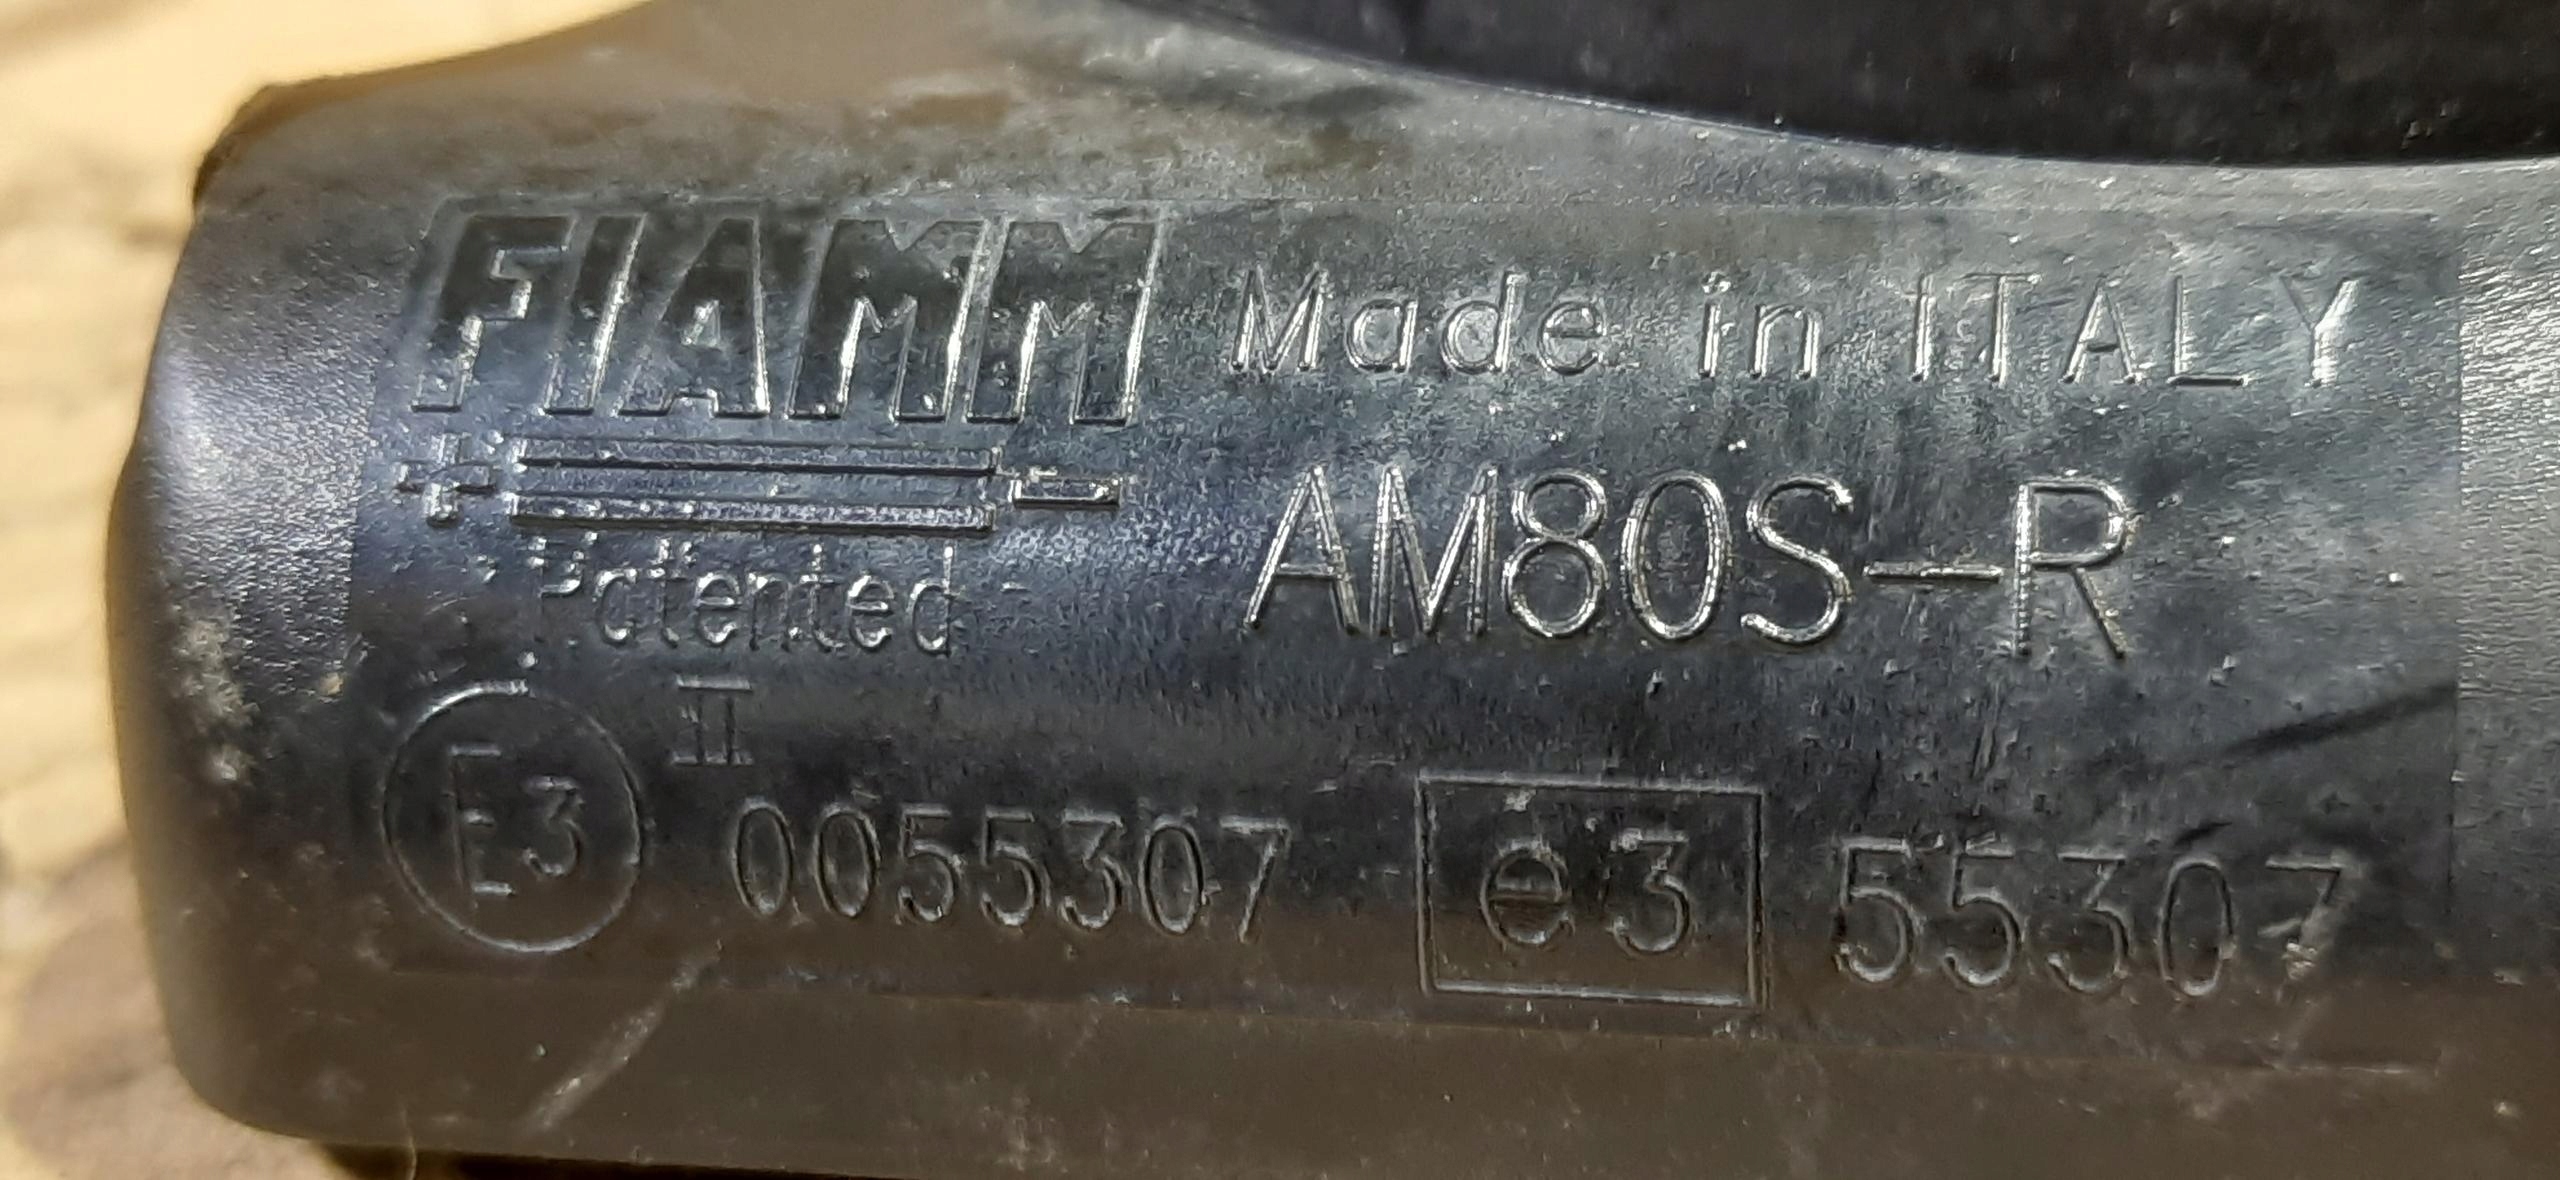 FIAMM Made in ITALY
+ -
Patented AM80S-R
II
E3 0055307 e3 55307